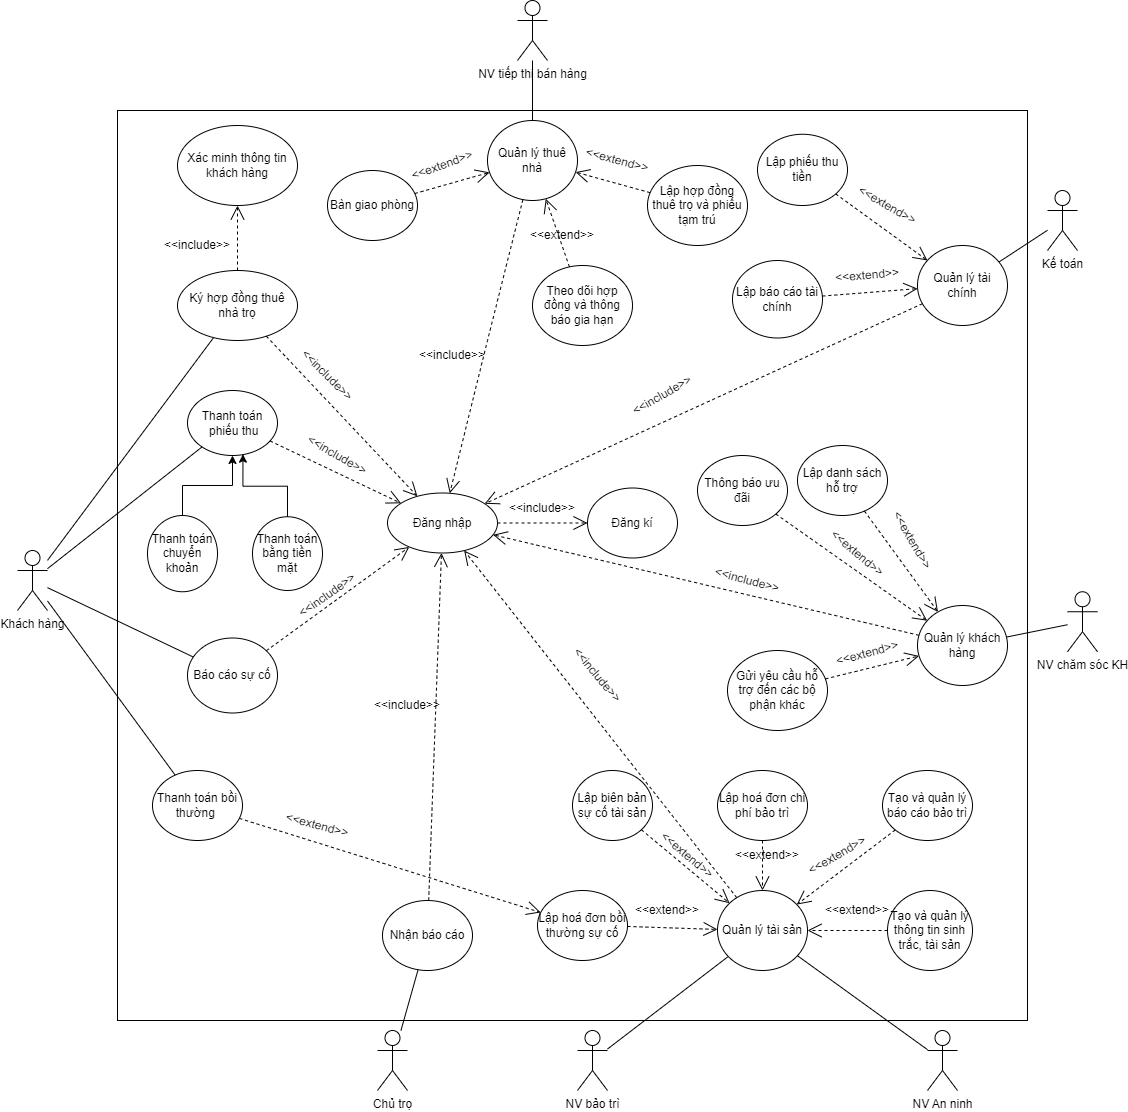 NV tiếp thị bán hàng
Xác minh thông tin
khách hàng
<<extend>>
Quản lý thuê
nhà
<<extend>>
Lập phiếu thu
tiền
Bàn giao phòng
Lập hợp đồng
thuê trọ và phiếu
tạm trú
<<extend>>
<<include>>
<<extend>>
Kế toán
Ký hợp đồng thuê
nhà trọ
Theo dõi hợp
đồng và thông
báo gia hạn
Lập báo cáo tài
chính
<<extend>>
Quản lý tài
chính
<<include>>
<<include>>
<<include>>
Thanh toán
phiếu thu
<<include>>
Thông báo ưu
đãi
Lập danh sách
hỗ trợ
Thanh toán
chuyển
khoản
Thanh toán
bằng tiền
mặt
Đăng nhập
<<include>>
Đăng kí
<<extend>>
<<extend>>
Khách hàng
<<include>>
<<include>>
Quản lý khách
hàng
NV chăm sóc KH
Báo cáo sự cố
<<include>>
<<include>>
Gửi yêu cầu hỗ
trợ đến các bộ
phận khác
<<extend>>
Thanh toán bồi
thường
<<extend>>
Lập biên bản
sự cố tài sản
Lập hoá đơn chi
phí bảo trì
Tạo và quản lý
báo cáo bảo trì
<<extend>>
<<extend>>
<<extend>>
Nhận báo cáo
Lập hoá đơn bồi
thường sự cố
<<extend>>
Quản lý tài sản
<<extend>>
Tạo và quản lý
thông tin sinh
trắc, tài sản
Chủ trọ
NV bảo trì
NV An ninh